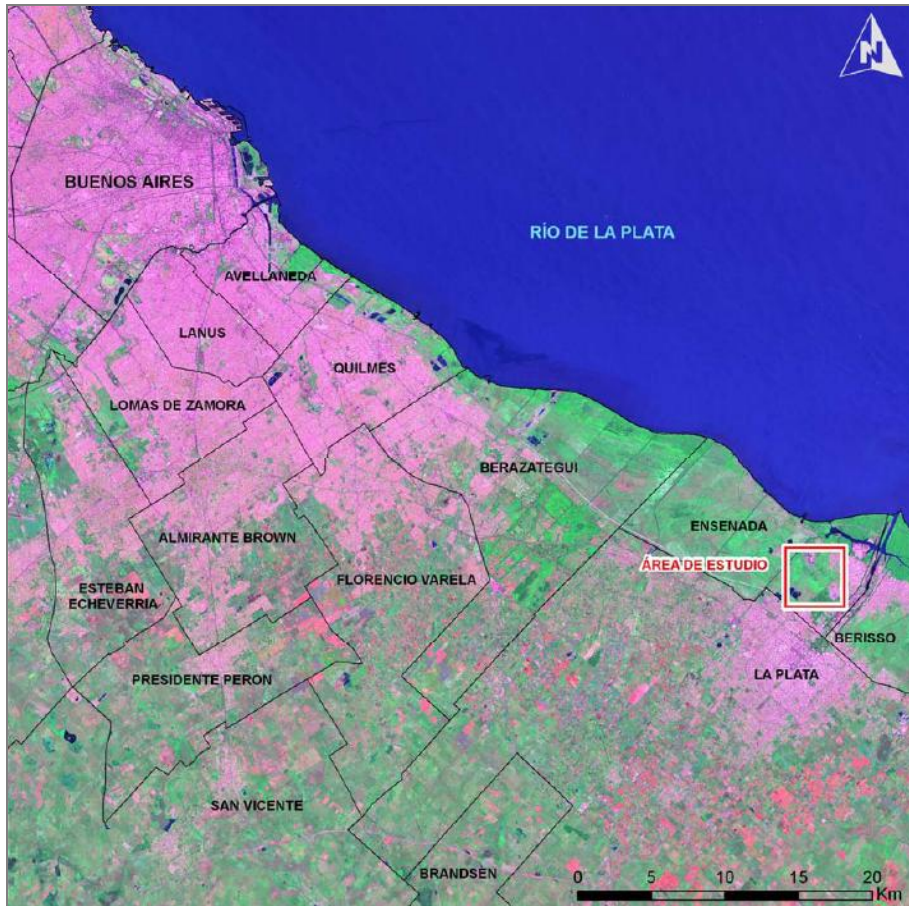 N
BUENOS AIRES
RÍO DE LA PLATA
AVELLANEDA
LANUS
QUILMES
LOMAS DE ZAMORA
BERAZATEGUI
ENSENADA
ALMIRANTE BROWN
ÁREA DE ESTUDIO
FLORENCIO VARELA
ESTEBAN
ECHEVERRIA
BERISSO
LA PLATA
PRESIDENTE PERON
SAN VICENTE
BRANDSEN
0 5 10 15 20
Km